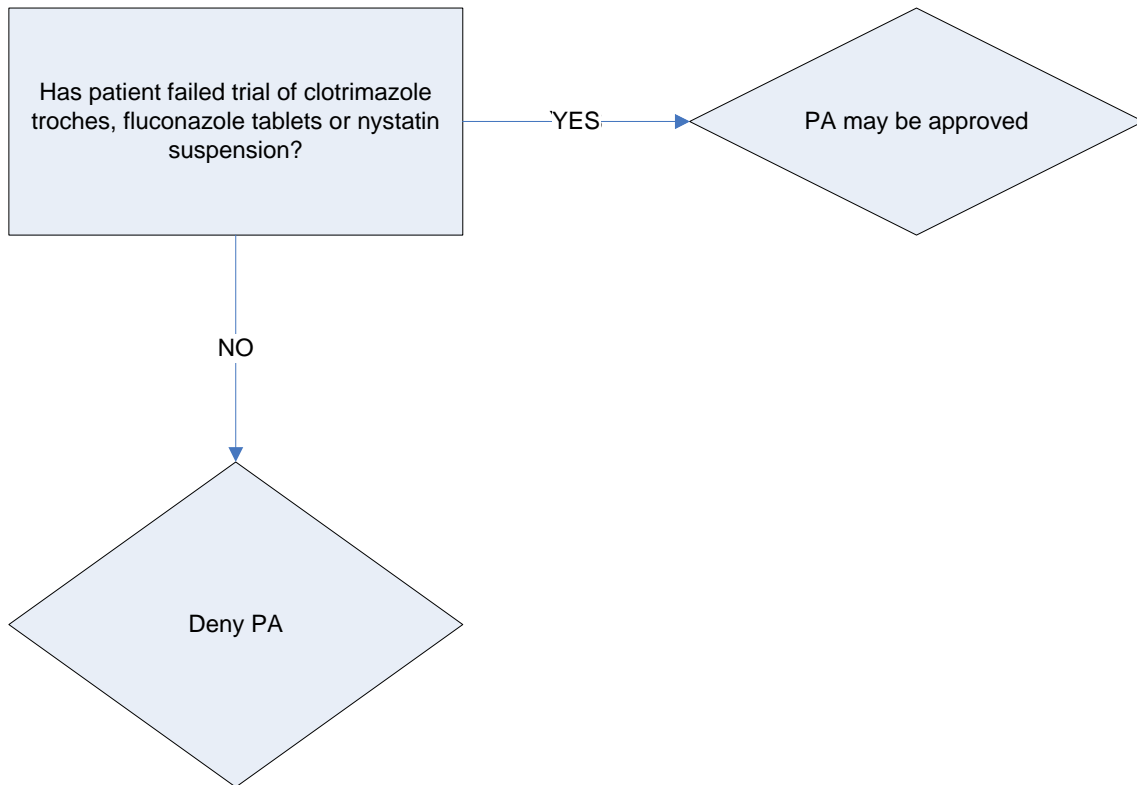 Has patient failed trial of clotrimazole
troches, fluconazole tablets or nystatin
suspension?
YES
PA may be approved
NO
Deny PA